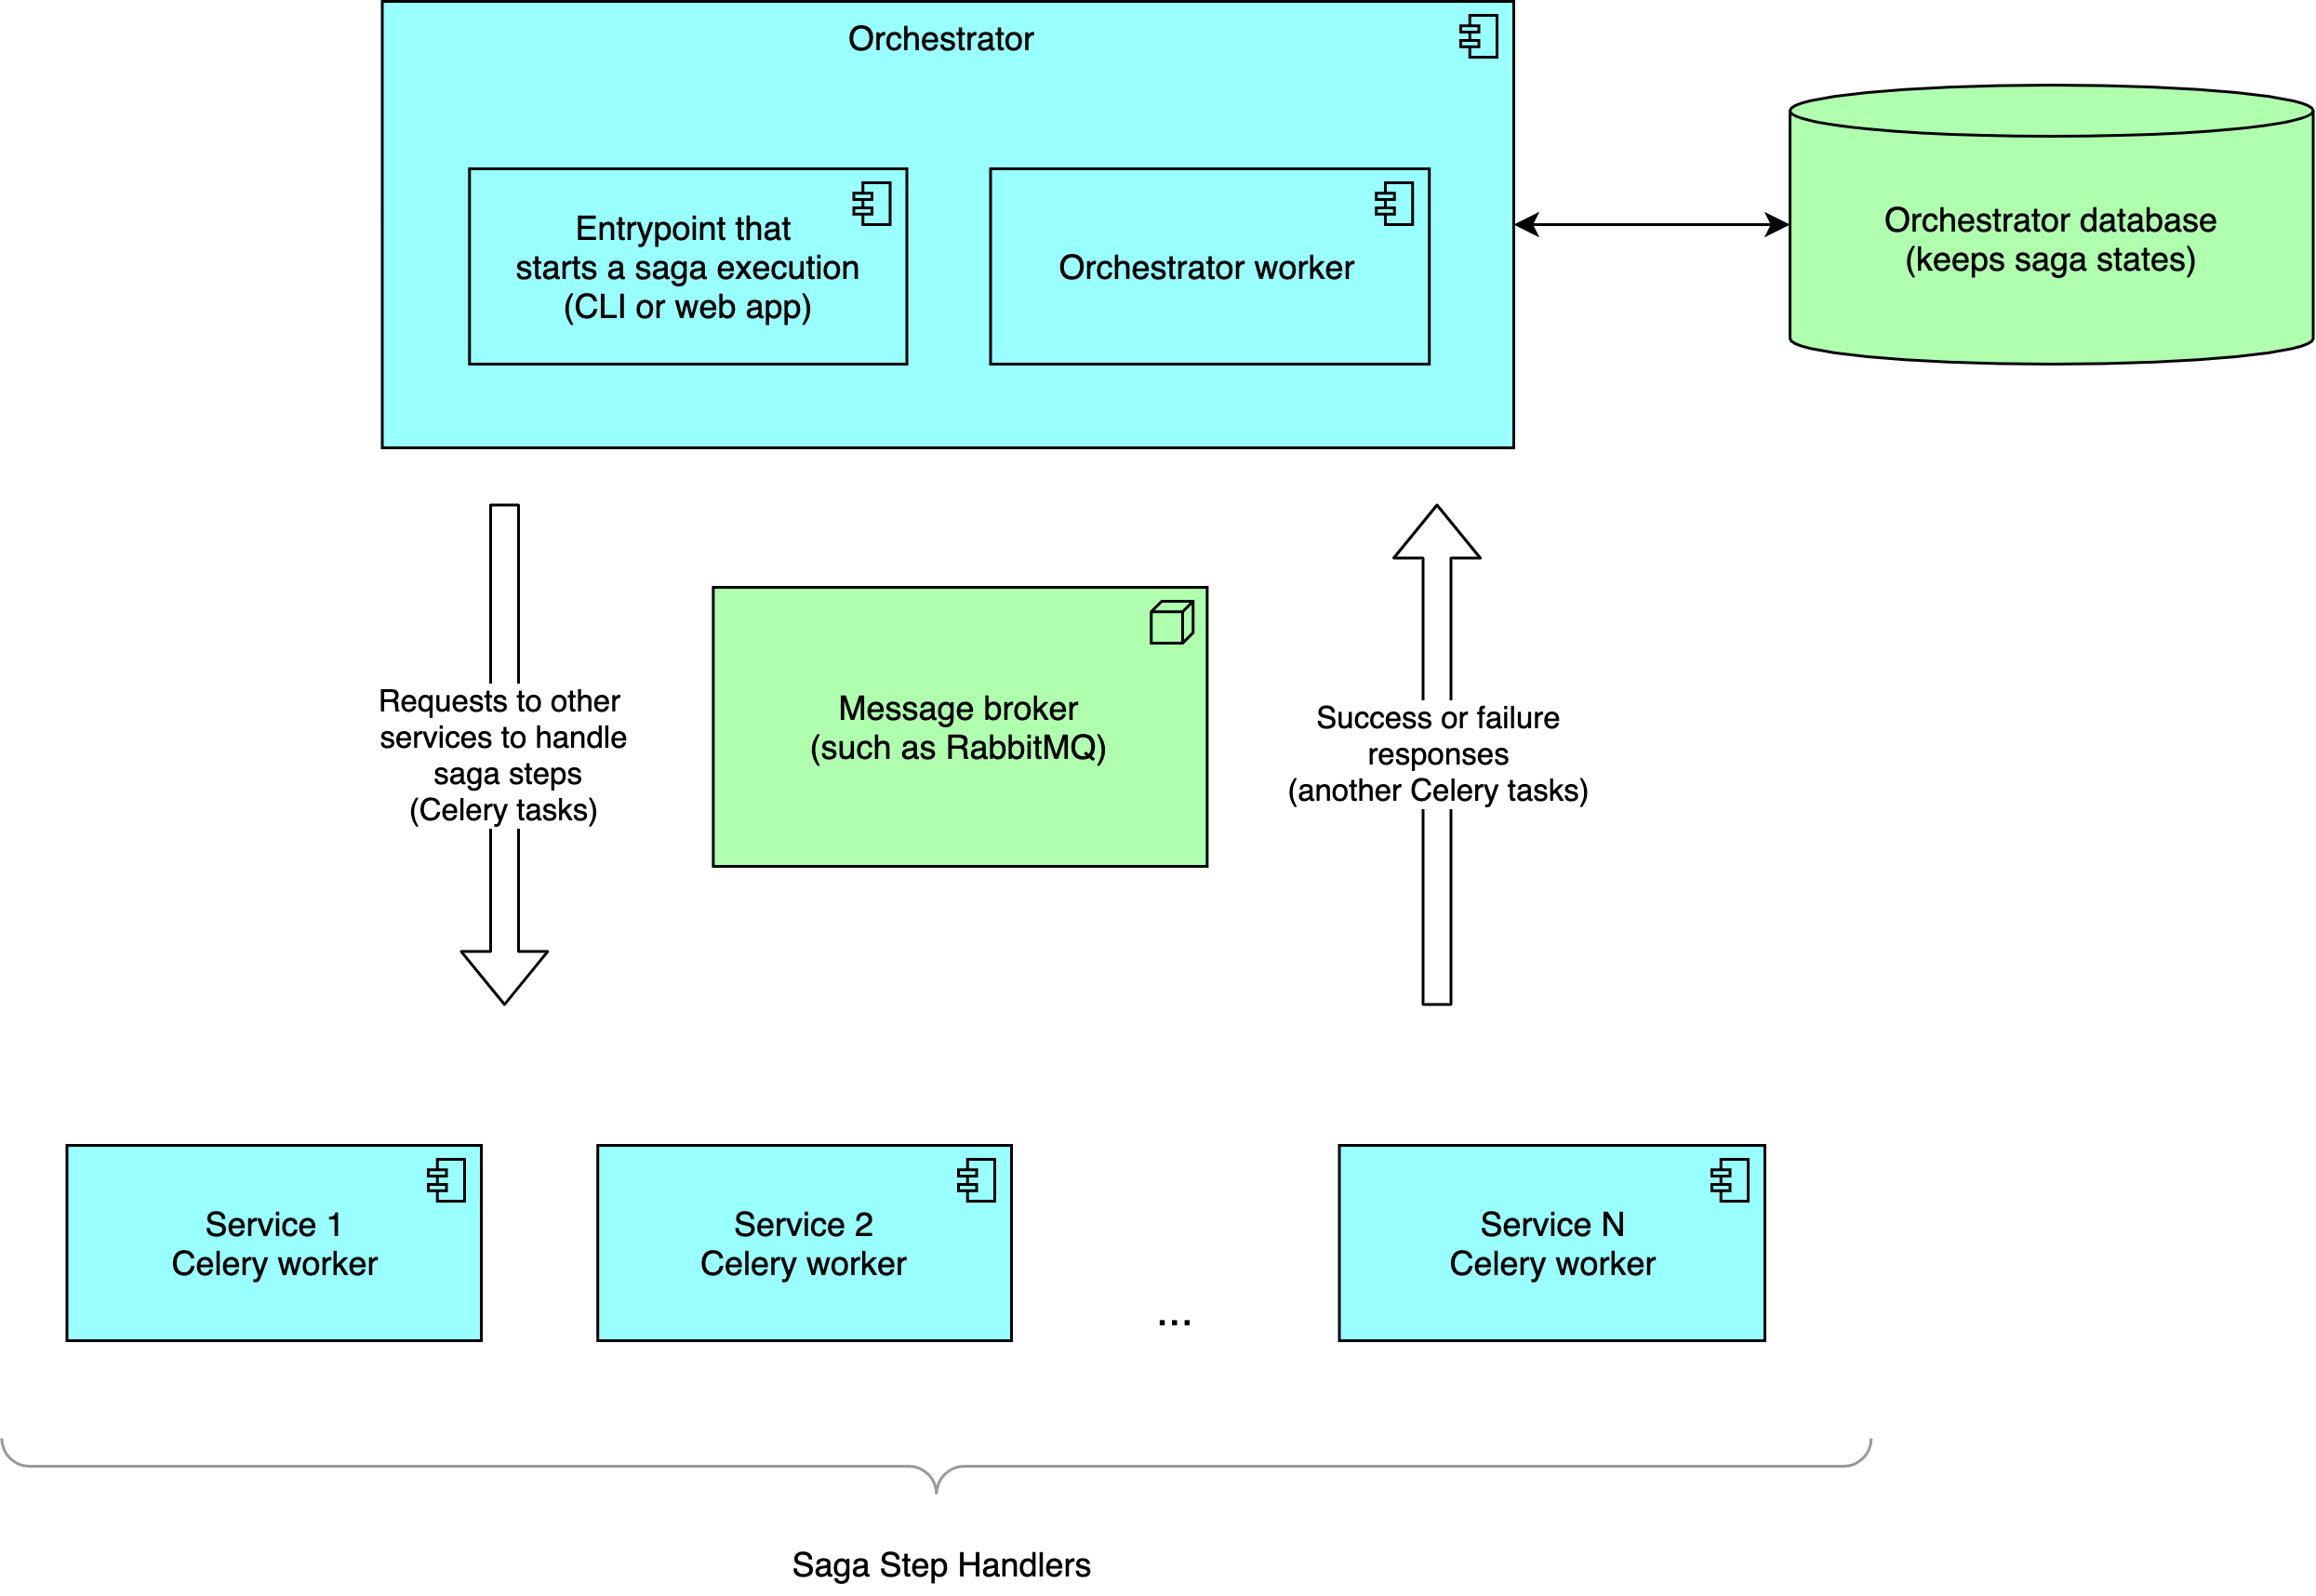 Orchestrator
Entrypoint that
starts a saga execution
(CLI or web app)
Orchestrator worker
Orchestrator database
(keeps saga states)
Requests to other
services to handle
saga steps
(Celery tasks)
Message broker
(such as RabbitMQ)
Success or failure
responses
(another Celery tasks)
Service 1
Celery worker
Service 2
Celery worker
...
Service N
Celery worker
Saga Step Handlers